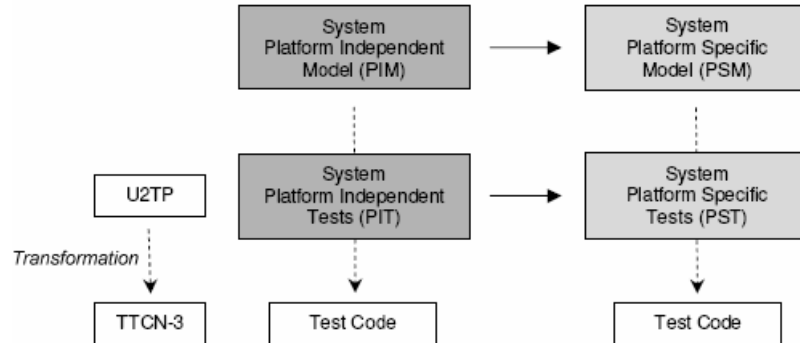 System
Platform Independent
Model (PIM)
System
Platform Specific
Model (PSM)
U2TP
System
Platform Independent
Tests (PIT)
System
Platform Specific
Tests (PST)
Transformation
TTCN-3
Test Code
Test Code